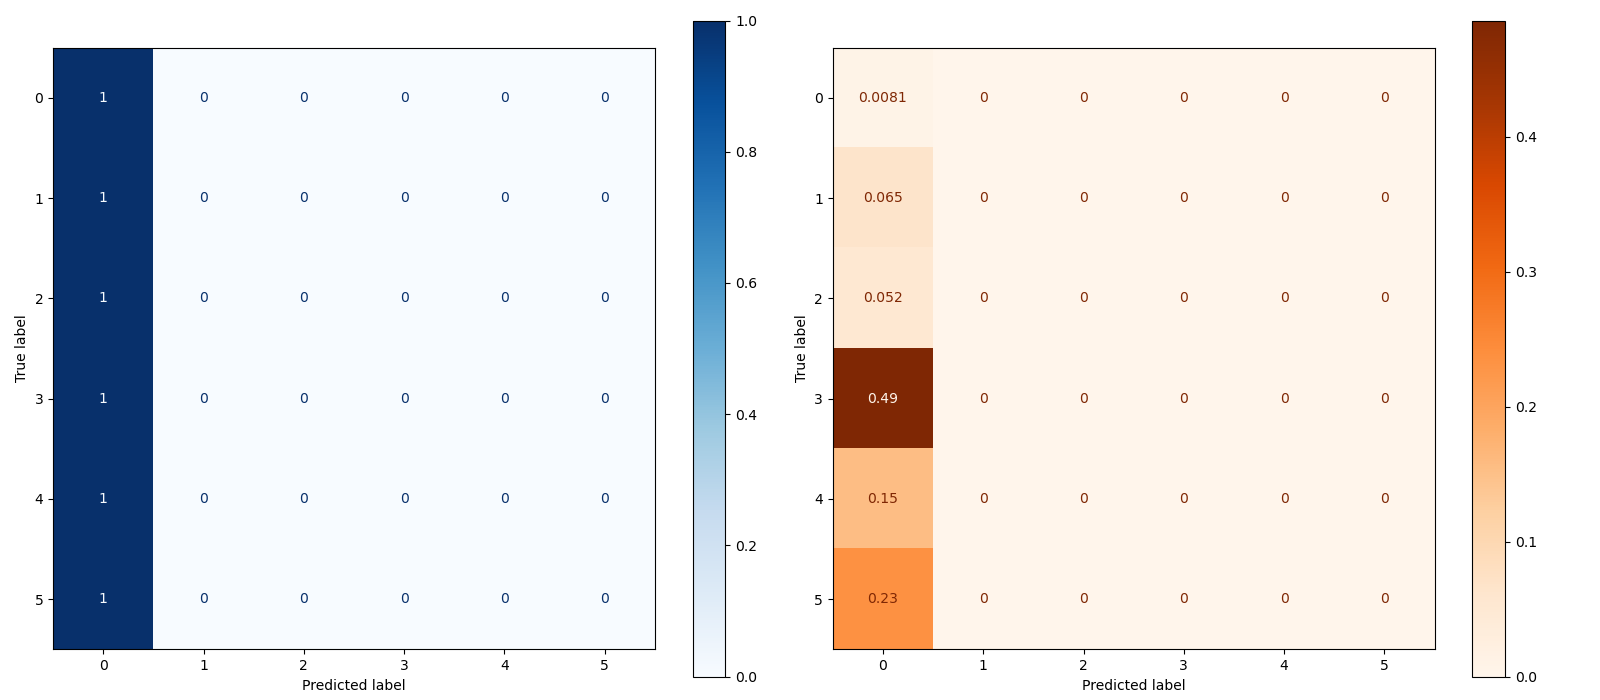 0 1 0 0 0 0 0
1 1 0 0 0 0 0
2 1 0 0 0 0 0
3 1 0 0 0 0 0
4 1 0 0 0 0 0
5 1 0 0 0 0 0
0 1 2 3 4 5
True label
Predicted label
1.0
0.8
0.6
0.4
0.2
0.0
0 0.0081 0 0 0 0 0
1 0.065 0 0 0 0 0
2 0.052 0 0 0 0 0
3 0.49 0 0 0 0 0
4 0.15 0 0 0 0 0
5 0.23 0 0 0 0 0
0 1 2 3 4 5
True label
Predicted label
0.4
0.3
0.2
0.1
0.0